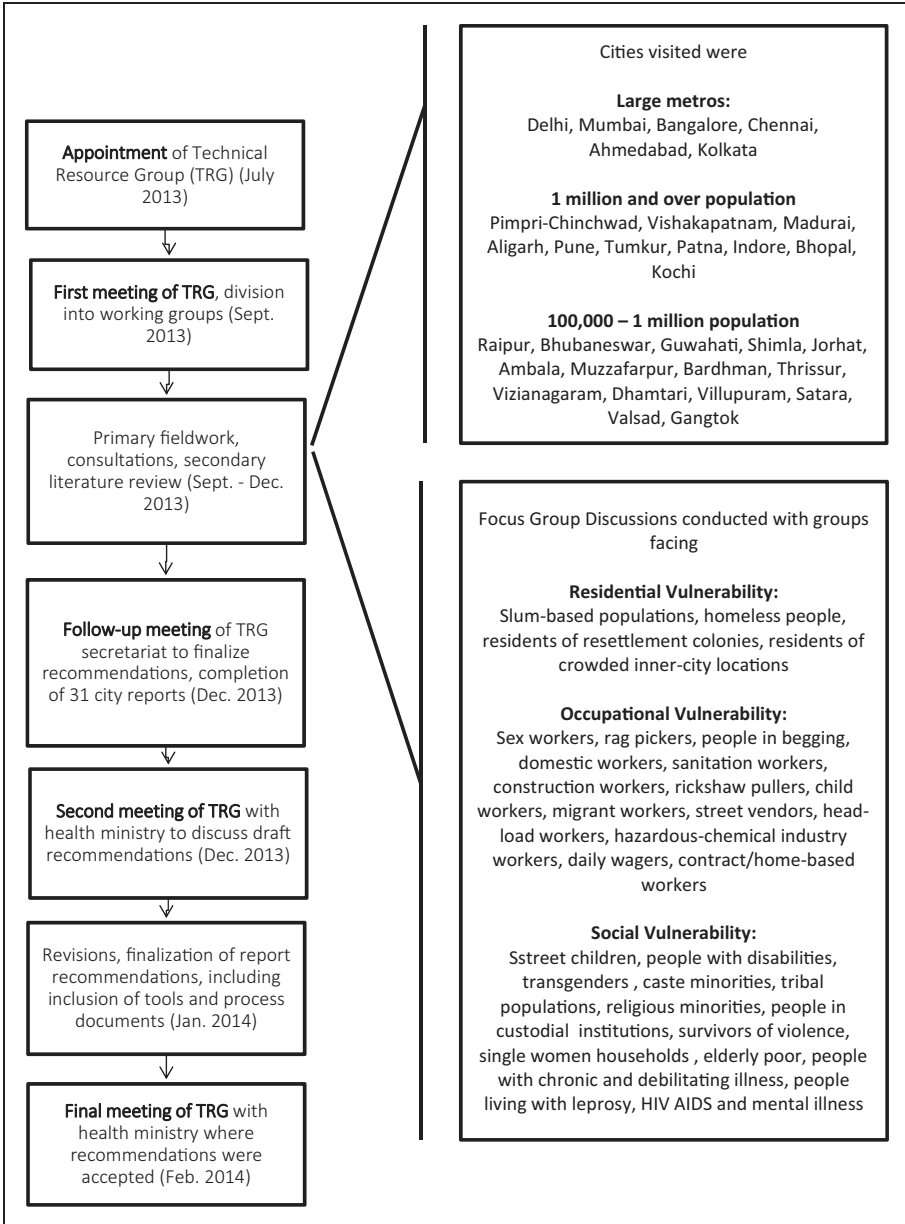 Appointment of Technical
Resource Group (TRG) (July
2013)
First meeting of TRG, division
into working groups (Sept.
2013)
Primary fieldwork,
consultations, secondary
literature review (Sept. - Dec.
2013)
Follow-up meeting of TRG
secretariat to finalize
recommendations, completion
of 31 city reports (Dec. 2013)
Second meeting of TRG with
health ministry to discuss draft
recommendations (Dec. 2013)
Revisions, finalization of report
recommendations, including
inclusion of tools and process
documents (Jan. 2014)
Final meeting of TRG with
health ministry where
recommendations were
accepted (Feb. 2014)
Cities visited were
Large metros:
Delhi, Mumbai, Bangalore, Chennai,
Ahmedabad, Kolkata
1 million and over population
Pimpri-Chinchwad, Vishakapatnam, Madurai,
Aligarh, Pune, Tumkur, Patna, Indore, Bhopal,
Kochi
100,000 – 1 million population
Raipur, Bhubaneswar, Guwahati, Shimla, Jorhat,
Ambala, Muzzafarpur, Bardhman, Thrissur,
Vizianagaram, Dhamtari, Villupuram, Satara,
Valsad, Gangtok
Focus Group Discussions conducted with groups
facing
Residential Vulnerability:
Slum-based populations, homeless people,
residents of resettlement colonies, residents of
crowded inner-city locations
Occupational Vulnerability:
Sex workers, rag pickers, people in begging,
domestic workers, sanitation workers,
construction workers, rickshaw pullers, child
workers, migrant workers, street vendors, head-
load workers, hazardous-chemical industry
workers, daily wagers, contract/home-based
workers
Social Vulnerability:
Sstreet children, people with disabilities,
transgenders , caste minorities, tribal
populations, religious minorities, people in
custodial institutions, survivors of violence,
single women households , elderly poor, people
with chronic and debilitating illness, people
living with leprosy, HIV AIDS and mental illness